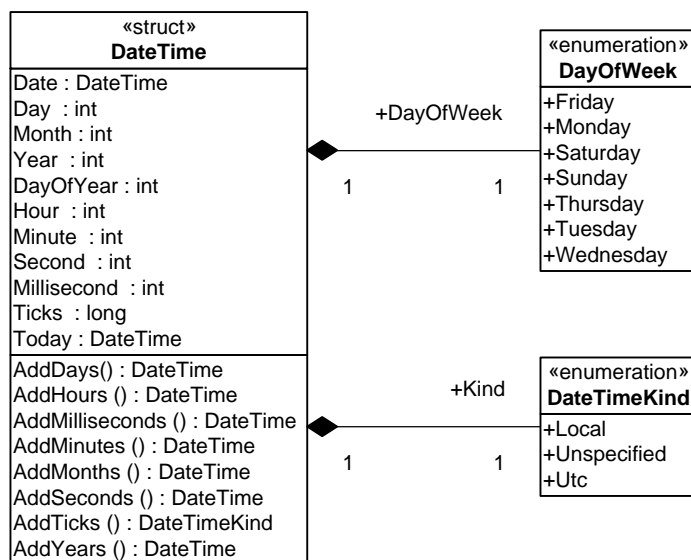 «struct»
DateTime
Date : DateTime
Day : int
Month : int
Year : int
DayOfYear : int
Hour : int
Minute : int
Second : int
Millisecond : int
Ticks : long
Today : DateTime
AddDays() : DateTime
AddHours () : DateTime
AddMilliseconds () : DateTime
AddMinutes () : DateTime
AddMonths () : DateTime
AddSeconds () : DateTime
AddTicks () : DateTimeKind
AddYears () : DateTime
+DayOfWeek
1
1
«enumeration»
DayOfWeek
+Friday
+Monday
+Saturday
+Sunday
+Thursday
+Tuesday
+Wednesday
+Kind
1
1
«enumeration»
DateTimeKind
+Local
+Unspecified
+Utc